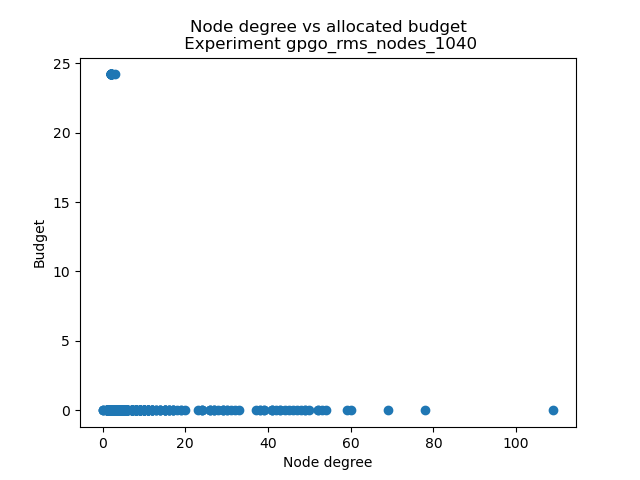 Node degree vs allocated budget
Experiment gpgo_rms_nodes_1040
25
20
15
10
5
0
Budget
0 20 40 60 80 100
Node degree